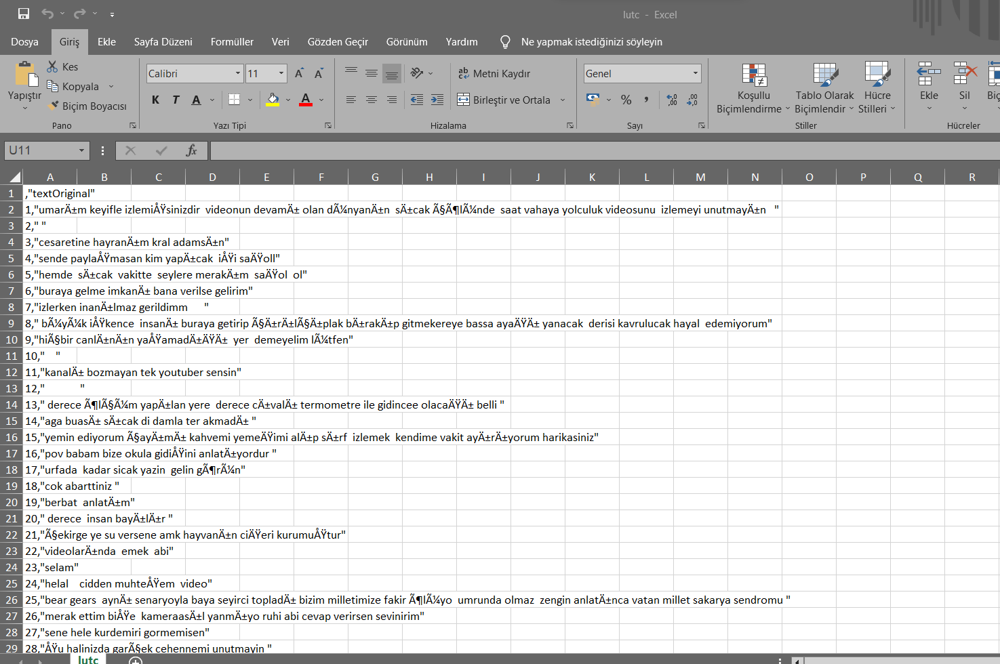 lutc - Excel
Dosya Giriş Ekle Sayfa Düzeni Formüller Veri Gözden Geçir Görünüm Yardım Ne yapmak istediğinizi söyleyin
Yapıştır
Kes
Kopyala
Biçim Boyacısı
Pano
Calibri 11
K T A
Yazı Tipi
Metni Kaydır
Birleştir ve Ortala
Hizalama
Genel
Sayı
Koşullu Biçimlendirme
Tablo Olarak Biçimlendir
Hücre Stilleri
Stiller
Ekle
Sil
Hücreler
U11
fx
A B C D E F G H I J K L M N O P Q R
1 ,"textOriginal"
2 1,"umarÄ±m keyifle izlemiÅŸsinizdir  videonun devamÄ± olan dÃ¼nyanÄ±n  sÄ±cak Ã§Ã¶lÃ¼nde  saat vahaya yolculuk videosunu  izlemeyi unutmayÄ±n   "
3 2," "
4 3,"cesaretine hayranÄ±m kral adamsÄ±n"
5 4,"sende paylaÅŸmasan kim yapÄ±cak  iÅŸi saÄŸoll"
6 5,"hemde  sÄ±cak  vakitte  seylere merakÄ±m  saÄŸol  ol"
7 6,"buraya gelme imkanÄ± bana verilse gelirim"
8 7,"izlerken inanÄ±lmaz gerildimm      "
9 8," bÃ¼yÃ¼k iÅŸkence  insanÄ± buraya getirip Ã§Ä±rÄ±lÃ§Ä±plak bÄ±rakÄ±p gitmekereye bassa ayaÄŸÄ± yanacak  derisi kavrulucak hayal  edemiyorum"
10 9,"hiÃ§bir canlÄ±nÄ±n yaÅŸamadÄ±ÄŸÄ±  yer  demeyelim lÃ¼tfen"
11 10,"    "
12 11,"kanalÄ± bozmayan tek youtuber sensin"
13 12,"             "
14 13," derece Ã¶lÃ§Ã¼m yapÄ±lan yere  derece cÄ±valÄ± termometre ile gidincee olacaÄŸÄ± belli "
15 14,"aga buasÄ± sÄ±cak di damla ter akmadÄ± "
16 15,"yemin ediyorum Ã§ayÄ±mÄ± kahvemi yemeÄŸimi alÄ±p sÄ±rf  izlemek  kendime vakit ayÄ±rÄ±yorum harikasiniz"
17 16,"pov babam bize okula gidiÅŸini anlatÄ±yordur "
18 17,"urfada  kadar sicak yazin  gelin gÃ¶rÃ¼n"
19 18,"cok abarttiniz "
20 19,"berbat  anlatÄ±m"
21 20," derece  insan bayÄ±lÄ±r "
22 21,"Ã§ekirge ye su versene amk hayvanÄ±n ciÄŸeri kurumuÅŸtur"
23 22,"videolarÄ±nda  emek  abi"
24 23,"selam"
25 24,"helal    cidden muhteÅŸem  video"
26 25,"bear gears  aynÄ± senaryoyla baya seyirci topladÄ± bizim milletimize fakir Ã¶lÃ¼yo  umrunda olmaz  zengin anlatÄ±nca vatan millet sakarya sendromu "
27 26,"merak ettim biÅŸe  kameraasÄ±l yanmÄ±yo ruhi abi cevap verirsen sevinirim"
28 27,"sene hele kurdemiri gormemisen"
29 28,"ÅŸu halinizda garÃ§ek cehennemi unutmayin "
lutc